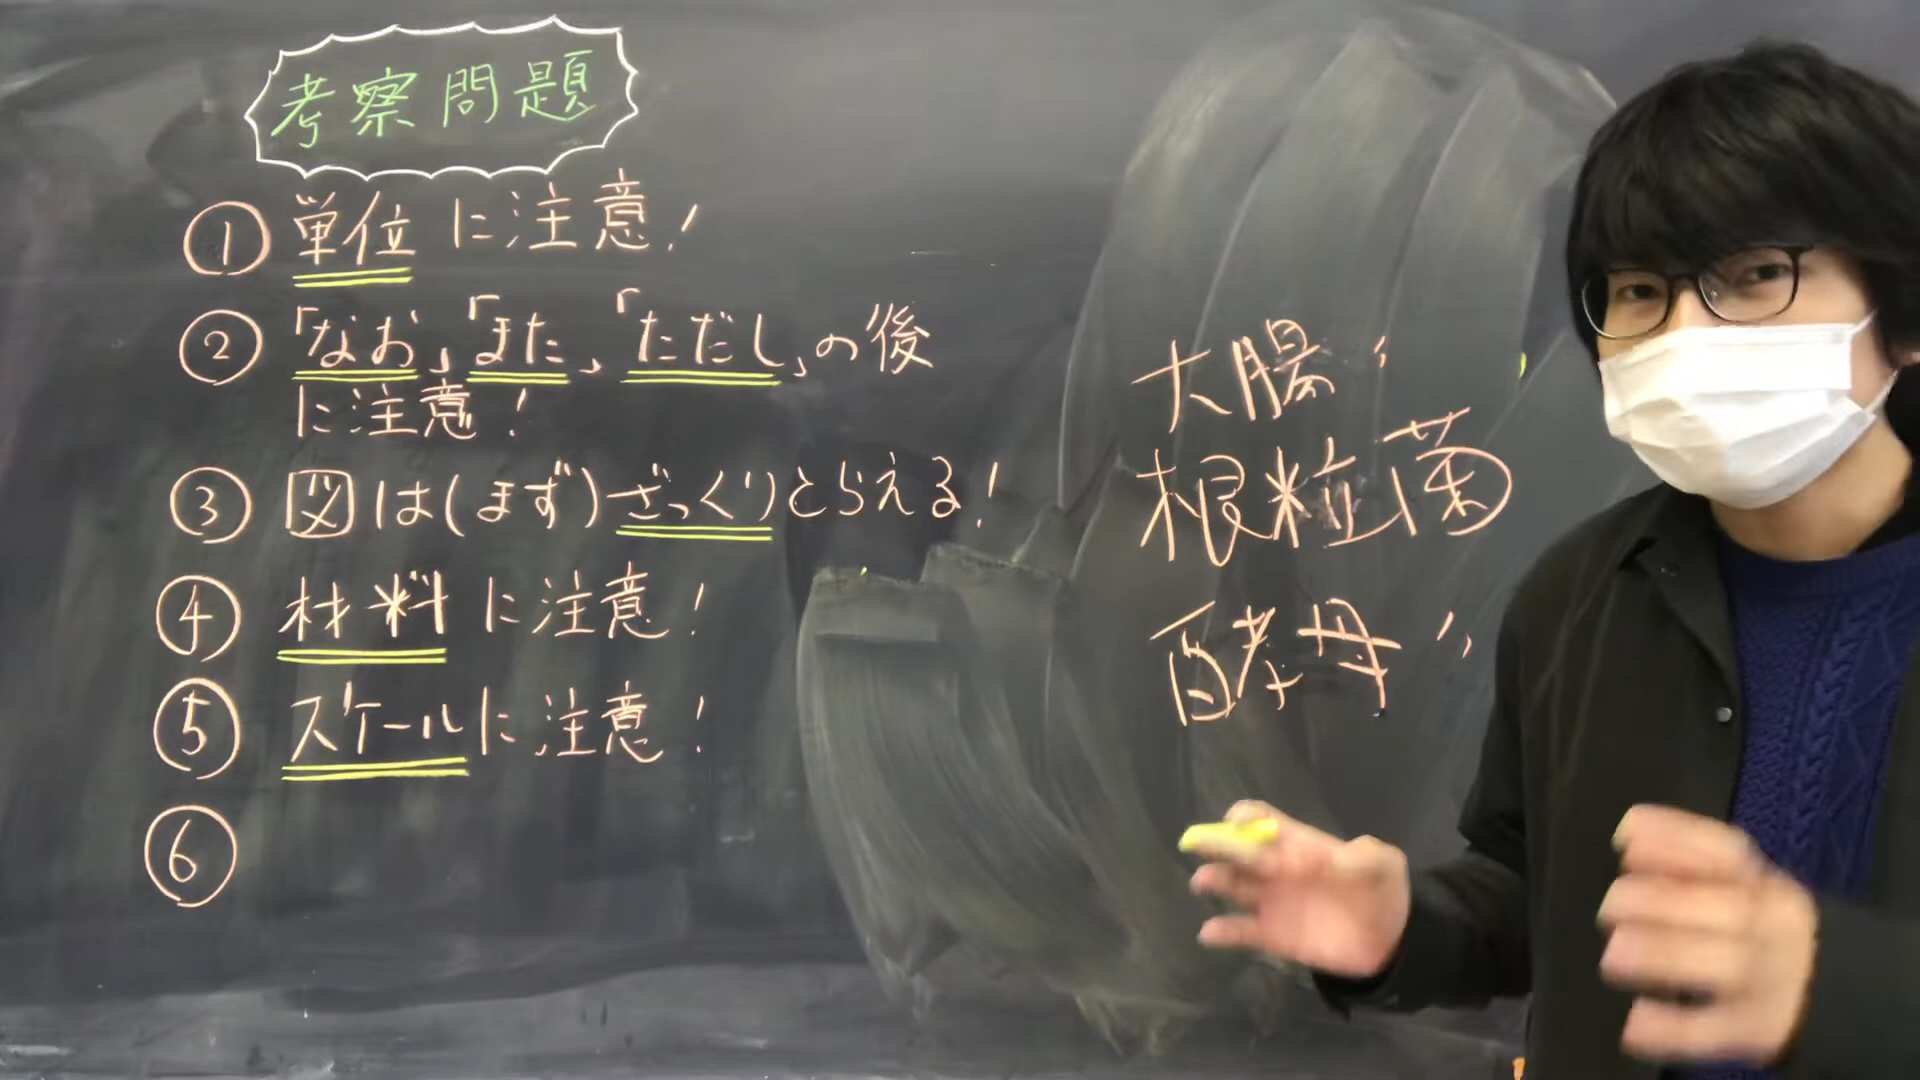 考察問題
① 単位に注意!
② 「なお」「また」、「ただし」の後
に注意!
③ 図は(まず)ざっくりとらえる!
④ 材料に注意!
⑤ スケールに注意!
⑥
大腸〃
根粒菌
酵母〃